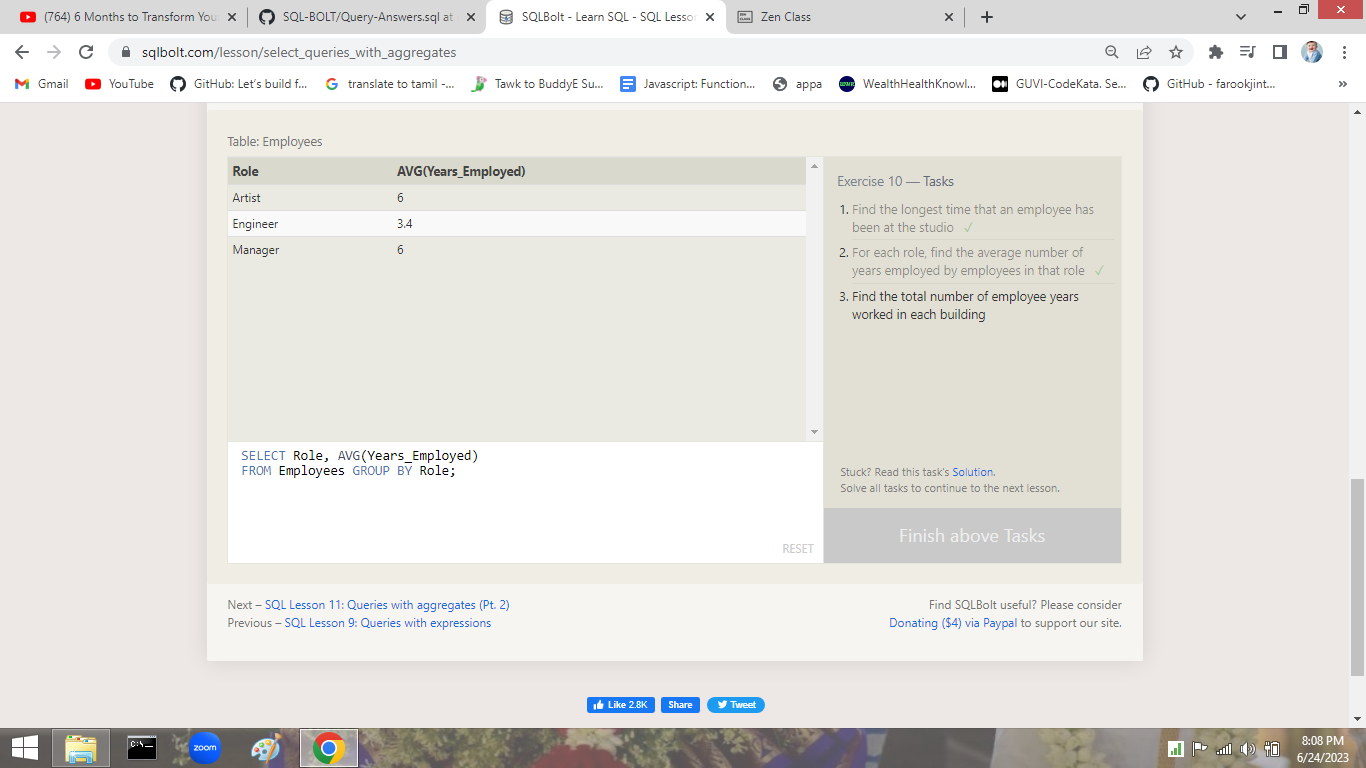 (764) 6 Months to Transform You
SQL-BOLT/Query-Answers.sql at
SQLBolt - Learn SQL - SQL Lesson
Zen Class
sqlbolt.com/lesson/select_queries_with_aggregates
Gmail
YouTube
GitHub: Let's build f...
translate to tamil -...
Tawk to BuddyE Su...
Javascript: Function...
appa
WealthHealthKnowl...
GUVI-CodeKata. Se...
GitHub - farookjint...
»
Table: Employees
Role AVG(Years_Employed)
Artist 6
Engineer 3.4
Manager 6
Exercise 10 — Tasks
1. Find the longest time that an employee has
been at the studio ✓
2. For each role, find the average number of
years employed by employees in that role ✓
3. Find the total number of employee years
worked in each building
Stuck? Read this task's Solution.
Solve all tasks to continue to the next lesson.
Finish above Tasks
SELECT Role, AVG(Years_Employed)
FROM Employees GROUP BY Role;
RESET
Next – SQL Lesson 11: Queries with aggregates (Pt. 2)
Previous – SQL Lesson 9: Queries with expressions
Find SQLBolt useful? Please consider
Donating ($4) via Paypal to support our site.
Like 2.8K
Share
Tweet
C:\_
zoom
8:08 PM
6/24/2023